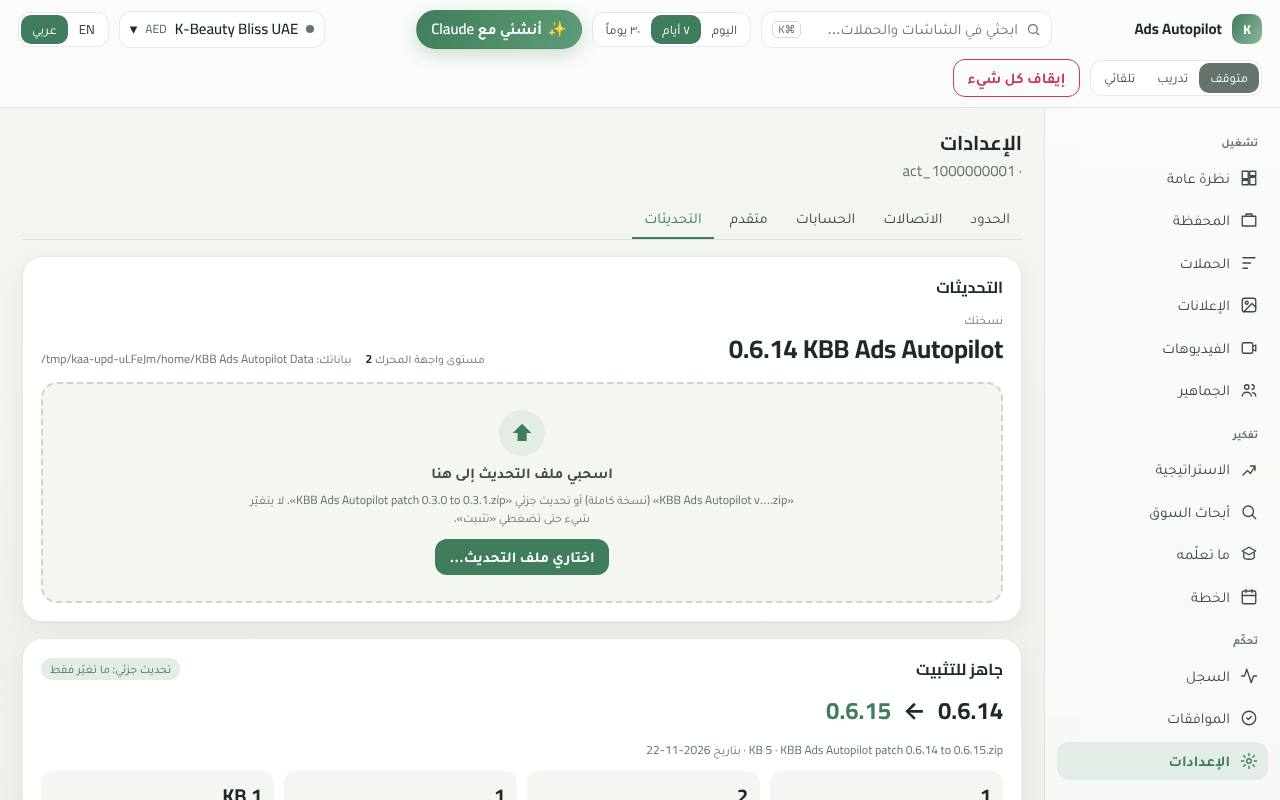 K Ads Autopilot
ابحثي في الشاشات والحملات... ⌘K
اليوم ٧ أيام ٣٠ يوماً
✨ أنشئي مع Claude
K-Beauty Bliss UAE AED ▾
EN عربي
متوقف تدريب تلقائي
إيقاف كل شيء
تشغيل
نظرة عامة
المحفظة
الحملات
الإعلانات
الفيديوهات
الجماهير
تفكير
الاستراتيجية
أبحاث السوق
ما تعلّمه
الخطة
تحكّم
السجل
الموافقات
الإعدادات
الإعدادات
· act_1000000001
الحدود الاتصالات الحسابات متقدم التحديثات
التحديثات
نسختك
0.6.14 KBB Ads Autopilot
مستوى واجهة المحرك 2 بياناتك: /tmp/kaa-upd-uLFeJm/home/KBB Ads Autopilot Data
اسحبي ملف التحديث إلى هنا
«KBB Ads Autopilot v….zip» (نسخة كاملة) أو تحديث جزئي «KBB Ads Autopilot patch 0.3.0 to 0.3.1.zip». لا يتغيّر
شيء حتى تضغطي «تثبيت».
اختاري ملف التحديث...
جاهز للتثبيت
تحديث جزئي: ما تغيّر فقط
0.6.14 ← 0.6.15
KBB Ads Autopilot patch 0.6.14 to 0.6.15.zip · 5 KB · بتاريخ 2026-11-22
1 2 1 1 KB